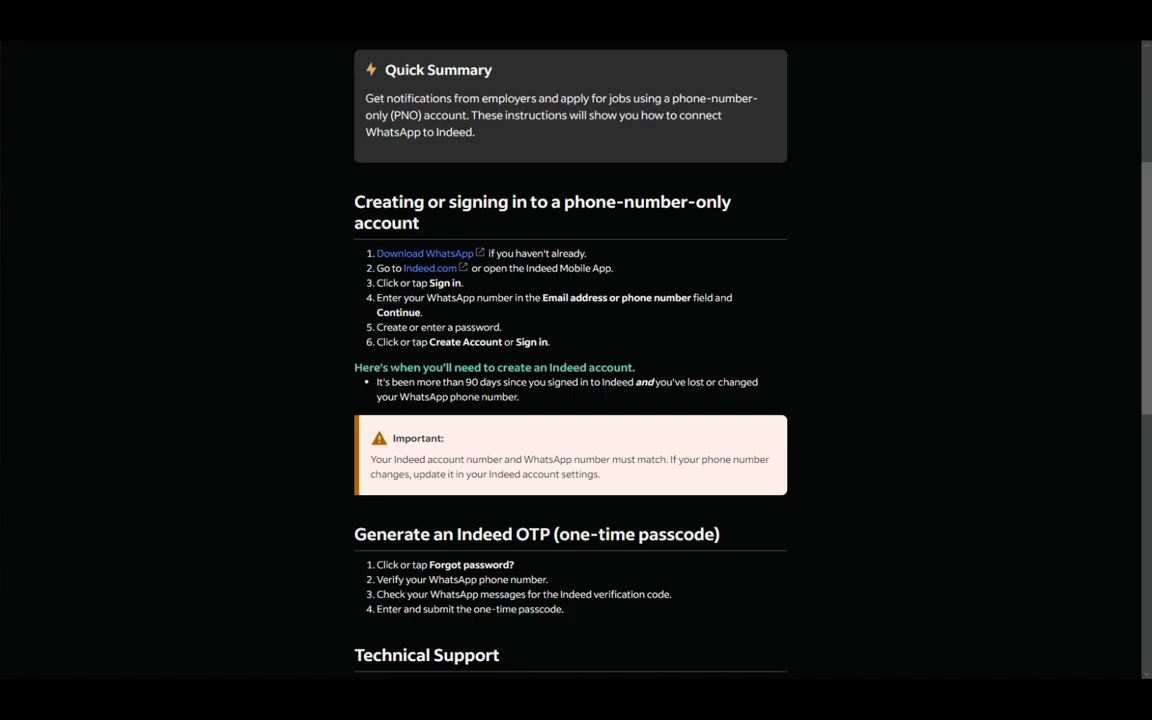 Quick Summary
Get notifications from employers and apply for jobs using a phone-number-
only (PNO) account. These instructions will show you how to connect
WhatsApp to Indeed.
Creating or signing in to a phone-number-only
account
1. Download WhatsApp if you haven't already.
2. Go to Indeed.com or open the Indeed Mobile App.
3. Click or tap Sign in.
4. Enter your WhatsApp number in the Email address or phone number field and
Continue.
5. Create or enter a password.
6. Click or tap Create Account or Sign in.
Here's when you'll need to create an Indeed account.
• It's been more than 90 days since you signed in to Indeed and you've lost or changed
your WhatsApp phone number.
Important:
Your Indeed account number and WhatsApp number must match. If your phone number
changes, update it in your Indeed account settings.
Generate an Indeed OTP (one-time passcode)
1. Click or tap Forgot password?
2. Verify your WhatsApp phone number.
3. Check your WhatsApp messages for the Indeed verification code.
4. Enter and submit the one-time passcode.
Technical Support